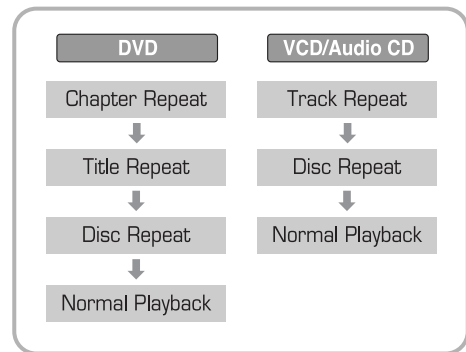 DVD
Chapter Repeat
Title Repeat
Disc Repeat
Normal Playback
VCD/Audio CD
Track Repeat
Disc Repeat
Normal Playback